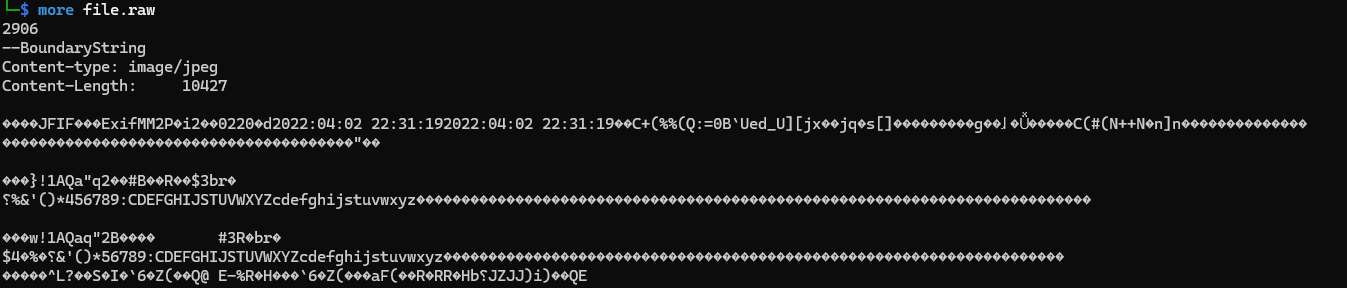 └─$ more file.raw
2906
--BoundaryString
Content-type: image/jpeg
Content-Length:     10427
����JFIF���ExifMM2P�i2��0220�d2022:04:02 22:31:192022:04:02 22:31:19��C+(%%(Q:=0B‵Ued_U][jx��jq�s[]���������g��
�����C(#(N++N�n]n��������������
"��
���}!1AQa"q2��#B��R��$3br�
%&'()*456789:CDEFGHIJSTUVWXYZcdefghijstuvwxyz
���w!1AQaq"2B����       #3R�br�
$4�%�
&'()*56789:CDEFGHIJSTUVWXYZcdefghijstuvwxyz
�����^L?��S�I�‵6�Z(��Q@ E-%R�H���‵6�Z(���aF(��R�RR�Hb
JZJJ)i)��QE